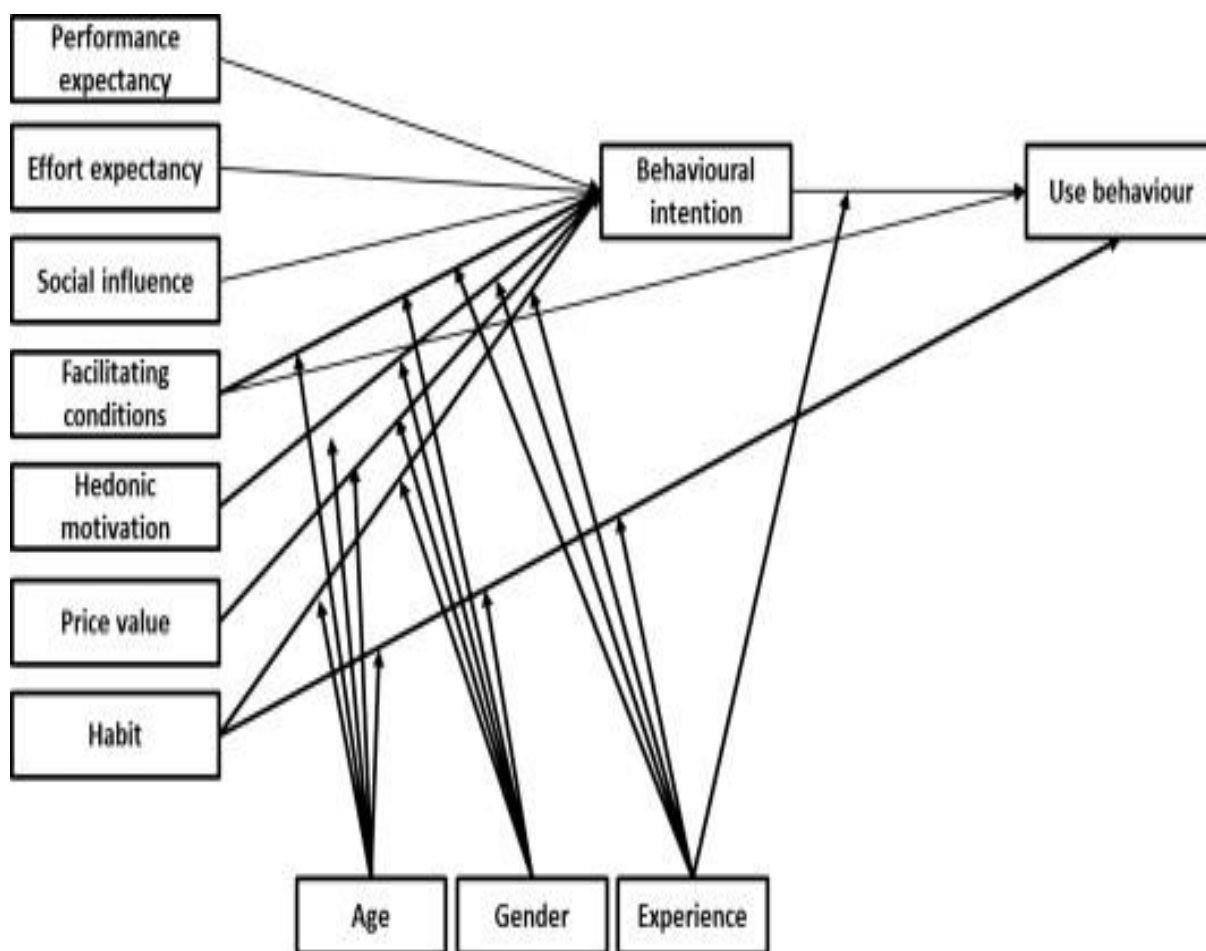 Performance
expectancy
Effort expectancy
Social influence
Facilitating
conditions
Hedonic
motivation
Price value
Habit
Behavioural
intention
Use behaviour
Age
Gender
Experience